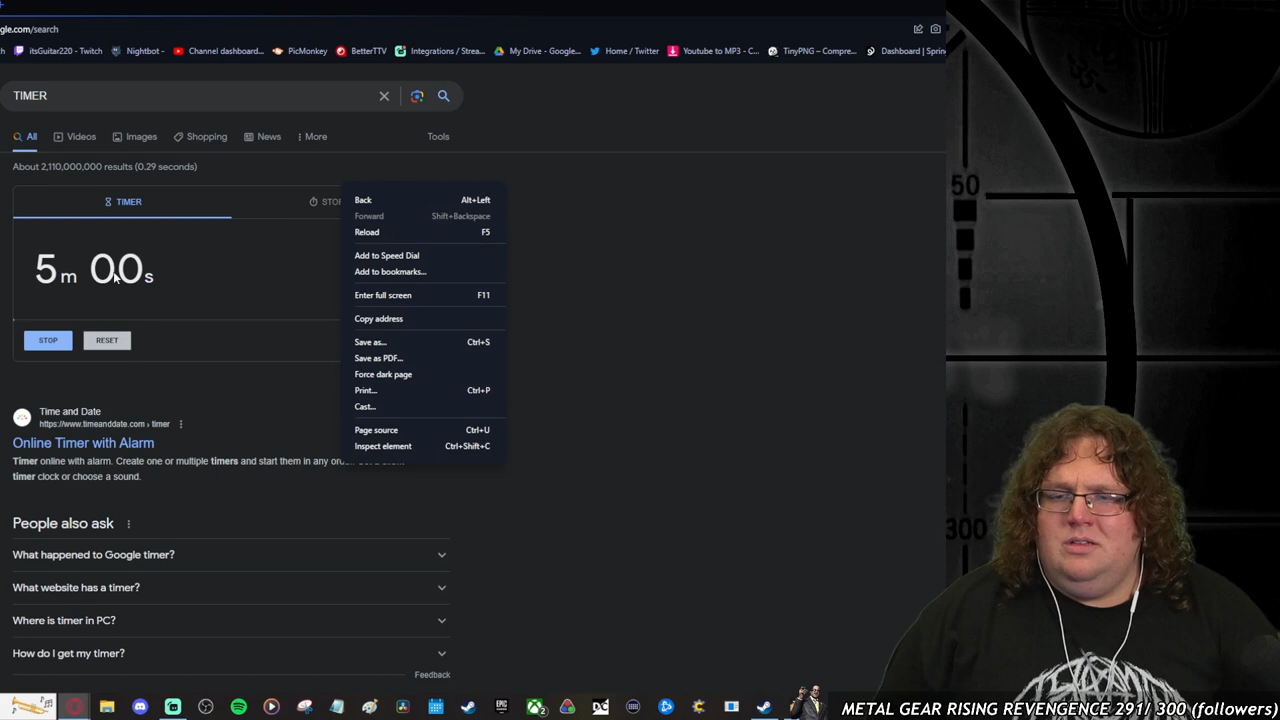 gle.com/search
itsGuitar220 - Twitch Nightbot - Channel dashboard... PicMonkey BetterTTV Integrations / Strea... My Drive - Google... Home / Twitter Youtube to MP3 - C... TinyPNG – Compre... Dashboard | Sprin
TIMER
All Videos Images Shopping News More Tools
About 2,110,000,000 results (0.29 seconds)
TIMER
5 m 00 s
STOP RESET
Back Alt+Left
Forward Shift+Backspace
Reload F5
Add to Speed Dial
Add to bookmarks...
Enter full screen F11
Copy address
Save as... Ctrl+S
Save as PDF...
Force dark page
Print... Ctrl+P
Cast...
Page source Ctrl+U
Inspect element Ctrl+Shift+C
Time and Date
https://www.timeanddate.com › timer
Online Timer with Alarm
Timer online with alarm. Create one or multiple timers and start them in any
timer clock or choose a sound.
People also ask
What happened to Google timer?
What website has a timer?
Where is timer in PC?
How do I get my timer?
Feedback
50
300
METAL GEAR RISING REVENGENCE 291/ 300 (followers)